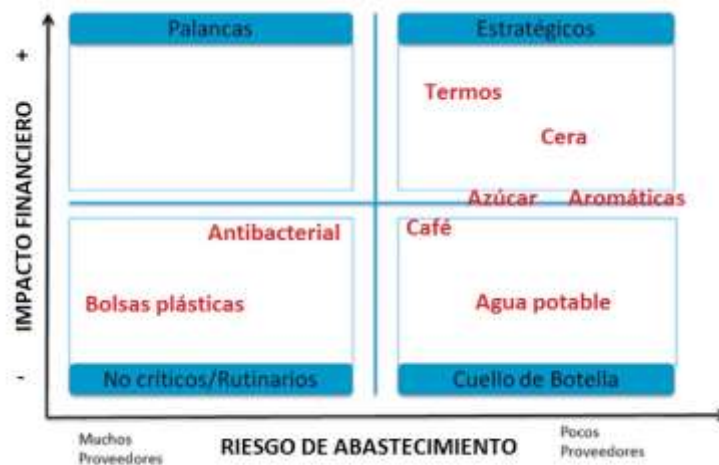 Palancas
Estratégicos
+
Termos
Cera
IMPACTO FINANCIERO
Azúcar
Aromáticas
Antibacterial
Café
Bolsas plásticas
Agua potable
-
No críticos/Rutinarios
Cuello de Botella
Muchos
Proveedores
RIESGO DE ABASTECIMIENTO
Pocos
Proveedores